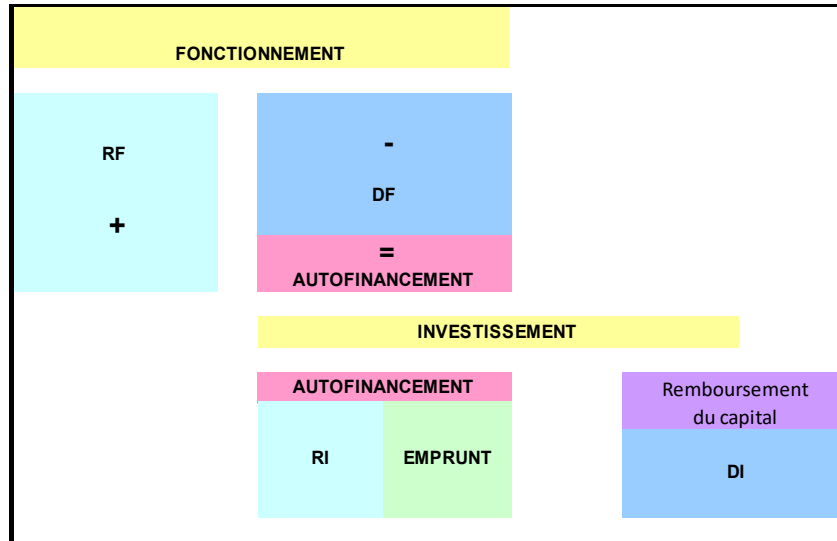 FONCTIONNEMENT
RF
+
-
DF
=
AUTOFINANCEMENT
INVESTISSEMENT
AUTOFINANCEMENT
RI
EMPRUNT
Remboursement
du capital
DI